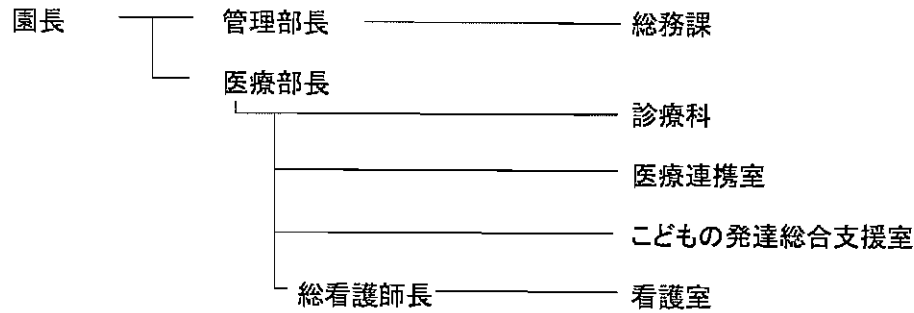 園長 管理部長 総務課
医療部長
診療科
医療連携室
こどもの発達総合支援室
総看護師長 看護室